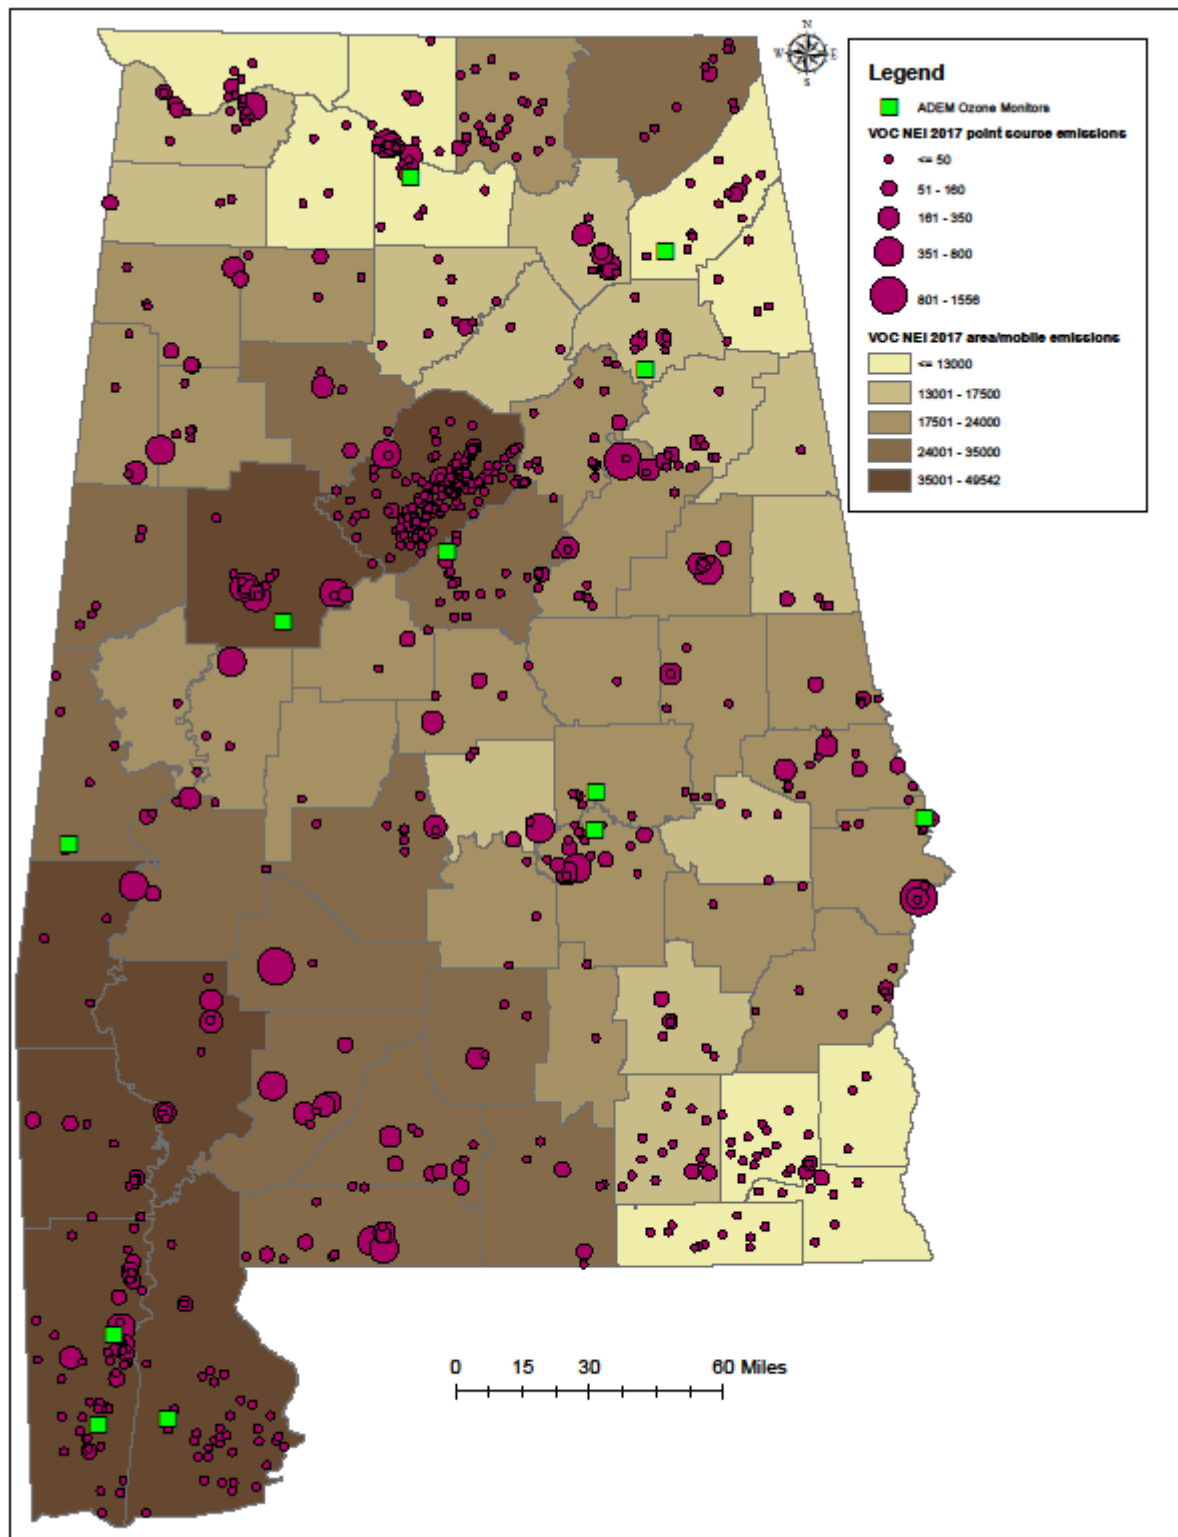 N
W E
S
Legend
ADEM Ozone Monitors
VOC NEI 2017 point source emissions
<= 50
51 - 160
161 - 350
351 - 800
801 - 1556
VOC NEI 2017 area/mobile emissions
<= 13000
13001 - 17500
17501 - 24000
24001 - 35000
35001 - 49542
0 15 30 60 Miles